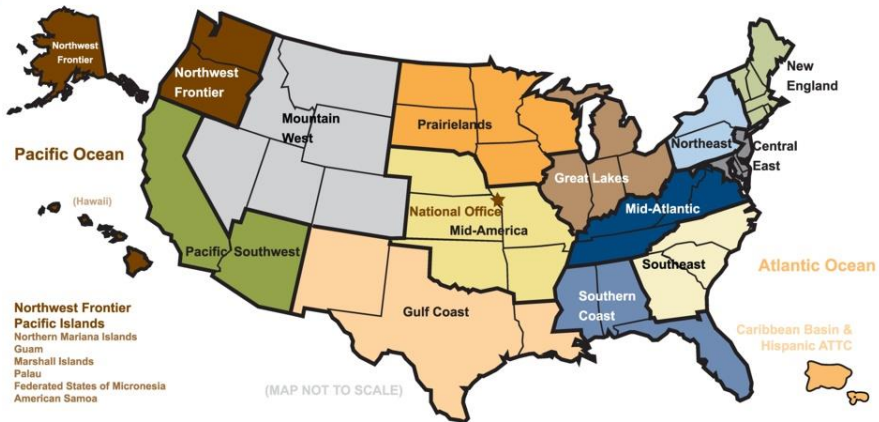 Northwest
Frontier
Northwest
Frontier
Mountain
West
Prairielands
New
England
Central
East
Northeast
Great Lakes
Pacific Ocean
(Hawaii)
National Office
Mid-America
Mid-Atlantic
Pacific Southwest
Southeast
Atlantic Ocean
Southern
Coast
Gulf Coast
Northwest Frontier
Pacific Islands
Northern Mariana Islands
Guam
Marshall Islands
Palau
Federated States of Micronesia
American Samoa
Caribbean Basin &
Hispanic ATTC
(MAP NOT TO SCALE)